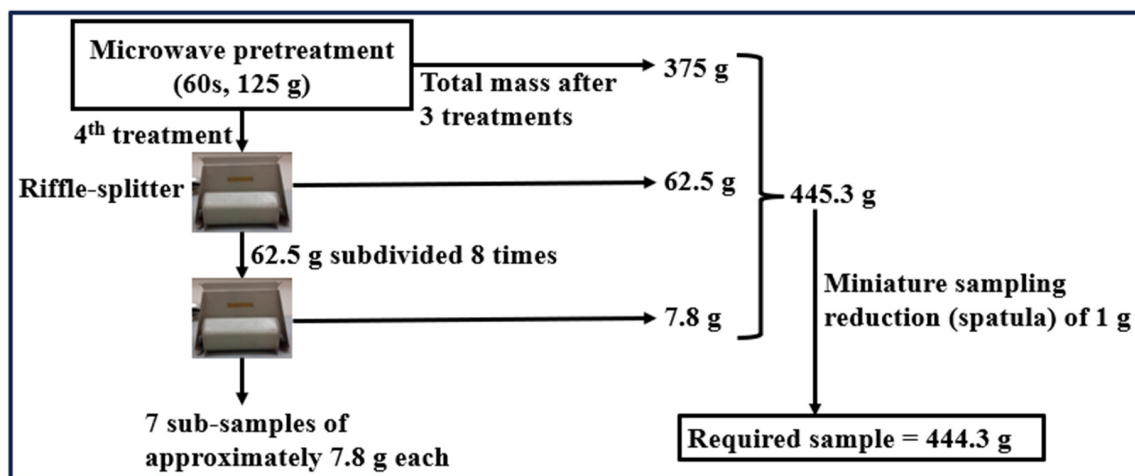 Microwave pretreatment
(60s, 125 g)
Total mass after
3 treatments
375 g
4th treatment
Riffle-splitter
62.5 g
445.3 g
62.5 g subdivided 8 times
Miniature sampling
reduction (spatula) of 1 g
7.8 g
7 sub-samples of
approximately 7.8 g each
Required sample = 444.3 g